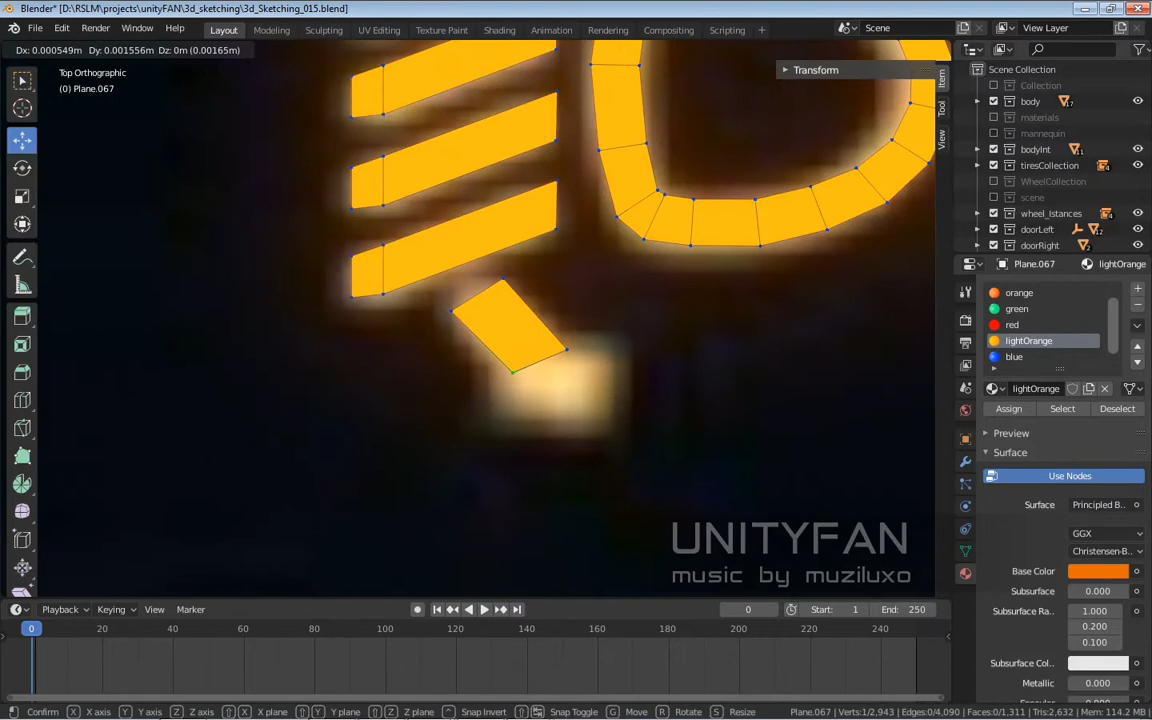 Blender* [D:\RSLM\projects\unityFAN\3d_sketching\3d_Sketching_015.blend]
File Edit Render Window Help Layout Modeling Sculpting UV Editing Texture Paint Shading Animation Rendering Compositing Scripting + Scene View Layer
Dx: 0.000549m Dy: 0.001556m Dz: 0m (0.00165m)
Top Orthographic
(0) Plane.067
Transform
Item
Tool
View
Scene Collection
Collection
body 17
materials
mannequin
bodyInt 11
tiresCollection 4
WheelCollection
scene
wheel_Istances 4
doorLeft 12
doorRight 2
Plane.067 lightOrange
orange
green
red
lightOrange
blue
lightOrange
Assign Select Deselect
Preview
Surface
Use Nodes
Surface Principled B..
GGX
Christensen-B..
Base Color
Subsurface 0.000
Subsurface Ra.. 1.000
0.200
0.100
Subsurface Col..
Metallic 0.000
UNITYFAN
music by muziluxo
Playback Keying View Marker 0 Start: 1 End: 250
0 20 40 60 80 100 120 140 160 180 200 220 240
Confirm X X axis Y Y axis Z Z axis X X plane Y Y plane Z Z plane Snap Invert Snap Toggle G Move R Rotate S Resize Plane.067 | Verts:1/2,943 | Edges:0/4,090 | Faces:0/1,311 | Tris:2,632 | Mem: 114.2 MB